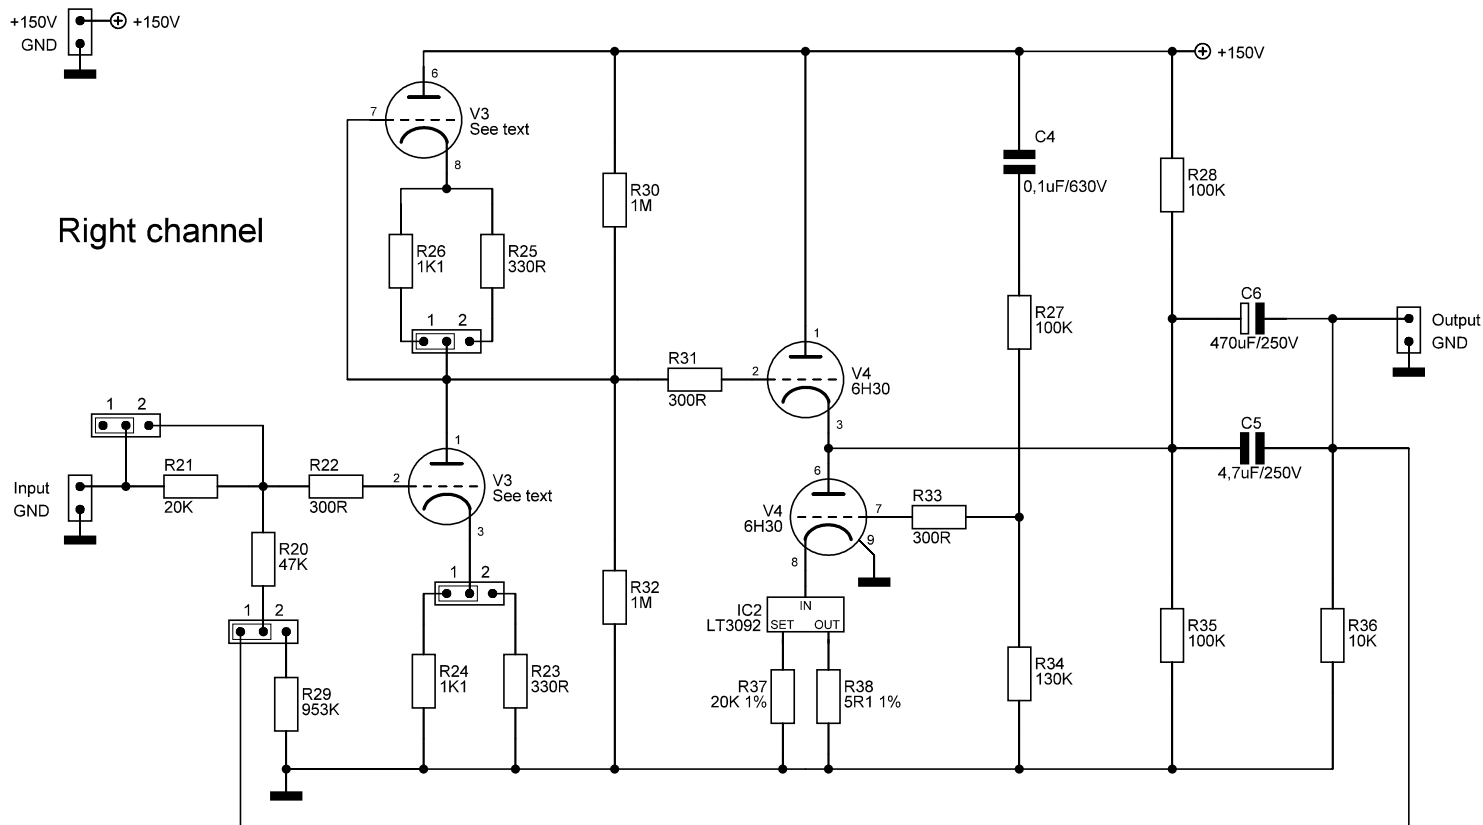 +150V
+150V
GND
6
7
V3
See text
8
+150V
C4
0,1uF/630V
R28
100K
R30
1M
Right channel
R26
1K1
R25
330R
1 2
C6
470uF/250V
Output
GND
R27
100K
1
R31
300R
2
V4
6H30
3
1 2
C5
4,7uF/250V
1
Input
GND
R21
20K
R22
300R
2
V3
See text
3
6
V4
6H30
7
9
8
R33
300R
R20
47K
1 2
R32
1M
IC2
LT3092
IN
SET OUT
1 2
R35
100K
R36
10K
R24
1K1
R23
330R
R29
953K
R37
20K 1%
R38
5R1 1%
R34
130K